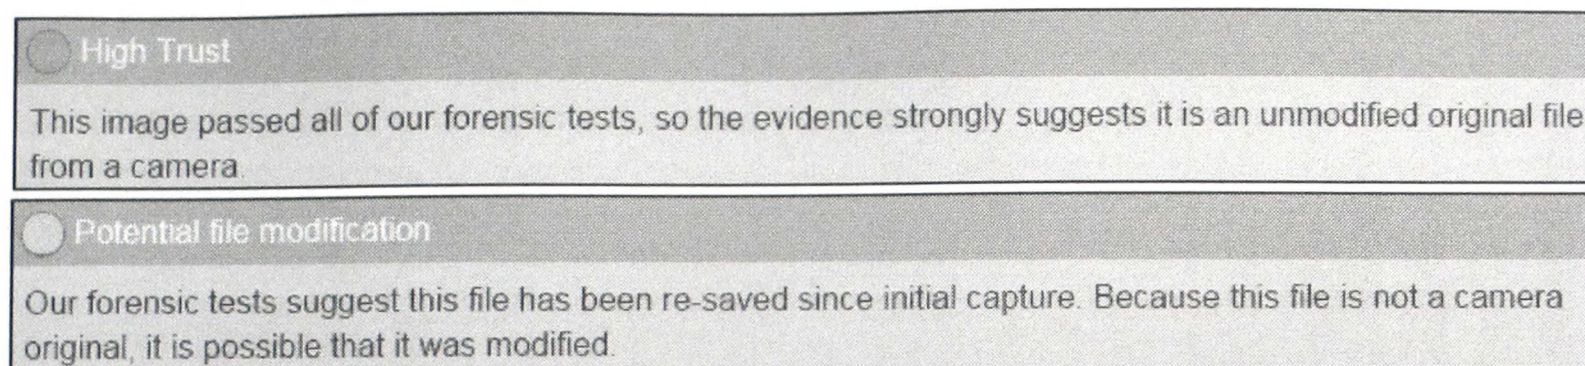 High Trust
This image passed all of our forensic tests, so the evidence strongly suggests it is an unmodified original file
from a camera.
Potential file modification
Our forensic tests suggest this file has been re-saved since initial capture. Because this file is not a camera
original, it is possible that it was modified.